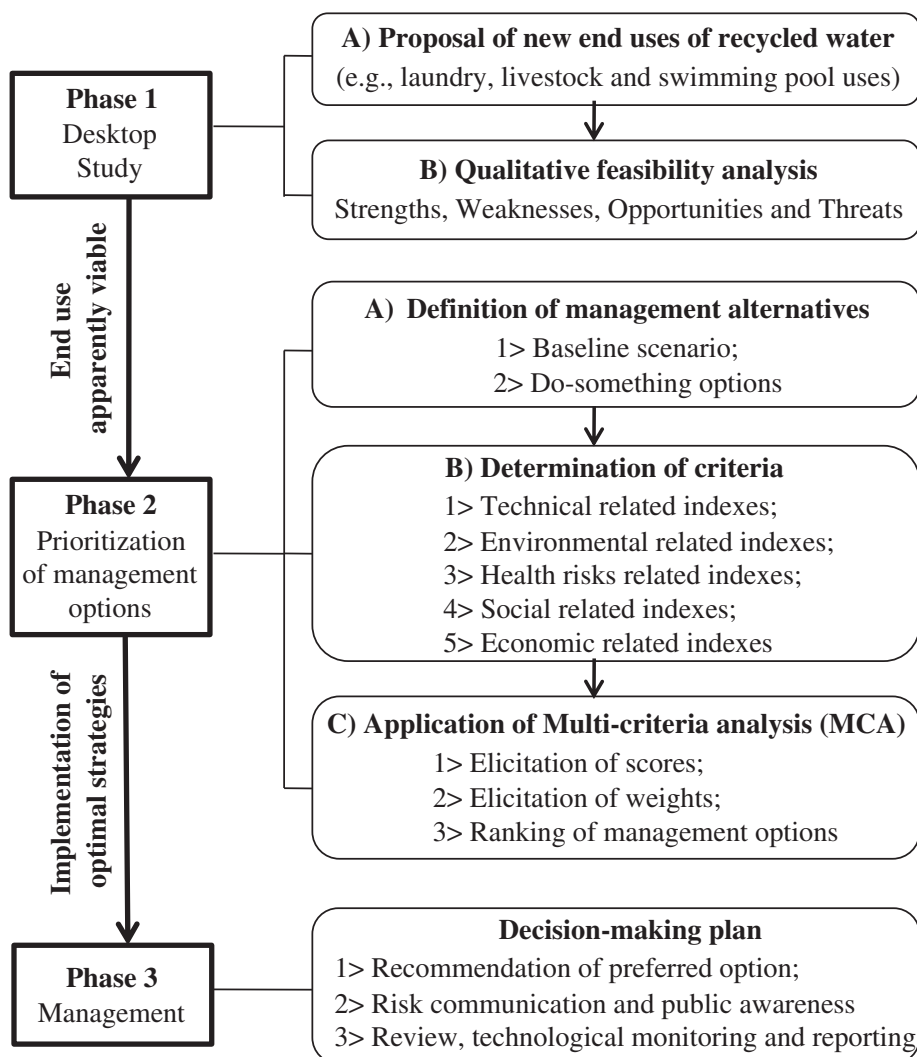 Phase 1
Desktop
Study
A) Proposal of new end uses of recycled water
(e.g., laundry, livestock and swimming pool uses)
B) Qualitative feasibility analysis
Strengths, Weaknesses, Opportunities and Threats
End use
apparently viable
Phase 2
Prioritization
of management
options
A) Definition of management alternatives
1> Baseline scenario;
2> Do-something options
B) Determination of criteria
1> Technical related indexes;
2> Environmental related indexes;
3> Health risks related indexes;
4> Social related indexes;
5> Economic related indexes
C) Application of Multi-criteria analysis (MCA)
1> Elicitation of scores;
2> Elicitation of weights;
3> Ranking of management options
Implementation of
optimal strategies
Phase 3
Management
Decision-making plan
1> Recommendation of preferred option;
2> Risk communication and public awareness
3> Review, technological monitoring and reporting